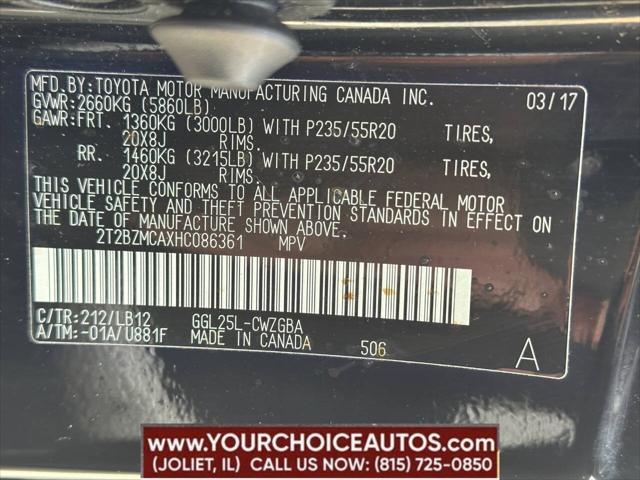 MFD.BY:TOYOTA MOTOR MANUFACTURING CANADA INC. 03/17
GVWR:2660KG (5860LB)
GAWR:FRT. 1360KG (3000LB) WITH P235/55R20 TIRES,
20X8J RIMS.
RR. 1460KG (3215LB) WITH P235/55R20 TIRES,
20X8J RIMS.
THIS VEHICLE CONFORMS TO ALL APPLICABLE FEDERAL MOTOR
VEHICLE SAFETY AND THEFT PREVENTION STANDARDS IN EFFECT ON
THE DATE OF MANUFACTURE SHOWN ABOVE.
2T2BZMCAXHC086361 MPV
C/TR:212/LB12 GGL25L-CWZGBA
A/TM:-01A/U881F MADE IN CANADA 506 A
WWW.YOURCHOICEAUTOS.COM
(JOLIET, IL) CALL US NOW: (815) 725-0850